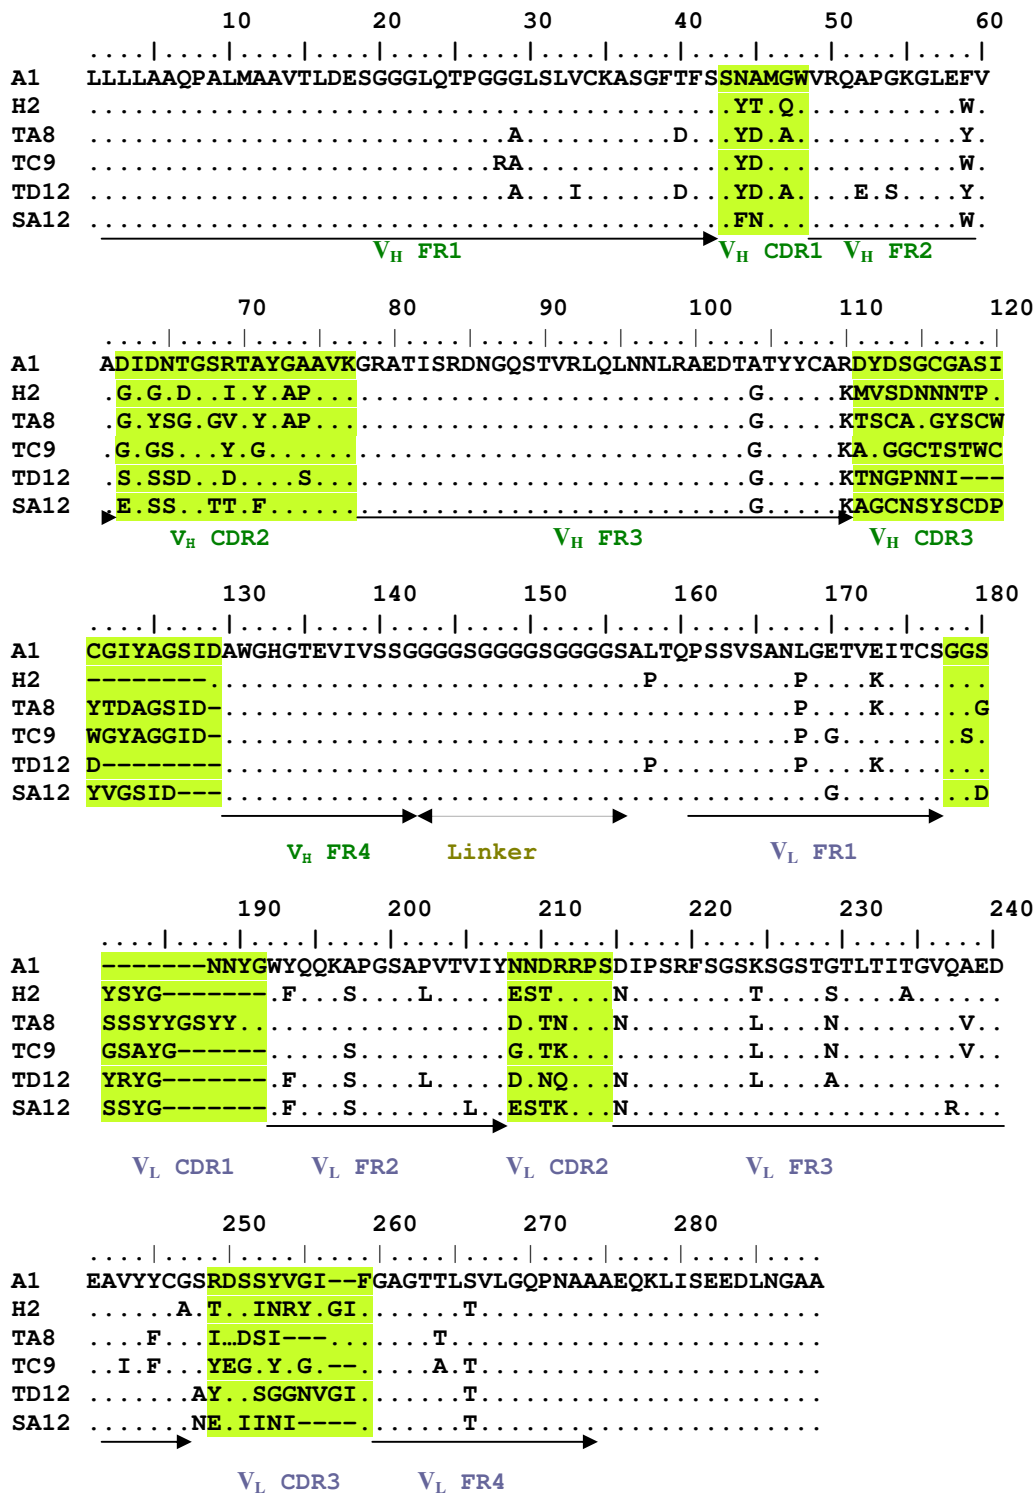 10 20 30 40 50 60
....|....|....|....|....|....|....|....|....|....|....|....|
A1 LLLLAAQPALMAAVTLDESGGGLQTPGGGLSLVCKASGFTFSSNAMGWVRQAPGKGLEFV
H2 ...........................................YT.Q...........W.
TA8 ............................A..........D...YD.A...........Y.
TC9 ...........................RA..............YD.............W.
TD12 ............................A...I......D...YD.A....E.S....Y.
SA12 ...........................................FN.............W.
VH FR1 VH CDR1 VH FR2
70 80 90 100 110 120
....|....|....|....|....|....|....|....|....|....|....|....|
A1 ADIDNTGSRTAYGAAVKGRATISRDNGQSTVRLQLNNLRAEDTATYYCARDYDSGCGASI
H2 .G.G.D..I.Y.AP.............................G.....KMVSDNNNTP.
TA8 .G.YSG.GV.Y.AP.............................G.....KTSCA.GYSCW
TC9 .G.GS...Y.G................................G.....KA.GGCTSTWC
TD12 .S.SSD..D....S.............................G.....KTNGPNNI---
SA12 .E.SS..TT.F................................G.....KAGCNSYSCDP
VH CDR2 VH FR3 VH CDR3
130 140 150 160 170 180
....|....|....|....|....|....|....|....|....|....|....|....|
A1 CGIYAGSIDAWGHGTEVIVSSGGGGSGGGGSGGGGSALTQPSSVSANLGETVEITCSGGS
H2 --------.............................P.........P....K.......
TA8 YTDAGSID-......................................P....K......G
TC9 WGYAGGID-......................................P.G........S.
TD12 D--------............................P.........P....K.......
SA12 YVGSID---........................................G.........D
VH FR4 Linker VL FR1
190 200 210 220 230 240
....|....|....|....|....|....|....|....|....|....|....|....|
A1 -------NNYGWYQQKAPGSAPVTVIYNNDRRPSDIPSRFSGSKSGSTGTLTITGVQAED
H2 YSYG-------.F...S....L.....EST....N........T....S....A......
TA8 SSSYYGSYY..................D.TN...N........L....N........V..
TC9 GSAYG------.....S..........G.TK............L....N........V..
TD12 YRYG-------.F...S....L.....D.NQ...N........L....A...........
SA12 SSYG-------.F...S.......L..ESTK...N.....................R...
VL CDR1 VL FR2 VL CDR2 VL FR3
250 260 270 280
....|....|....|....|....|....|....|....|....|....
A1 EAVYYCGSRDSSYVGI--FGAGTTLSVLGQPNAAAEQKLISEEDLNGAA
H2 ......A.T..INRY.GI.......T.......................
TA8 ....F...I…DSI---........T.........................
TC9 ..I.F...YEG.Y.G.--.....A.T.......................
TD12 .......AY..SGGNVGI.......T.......................
SA12 .......NE.IINI----.......T.......................
VL CDR3 VL FR4